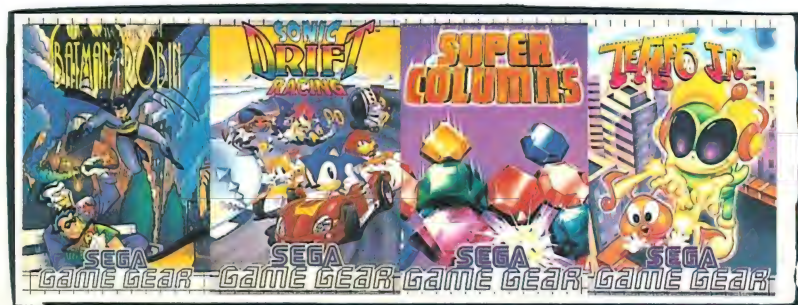 BATMAN & ROBIN
SEGA
GAME GEAR
SONIC
DRIFT
RACING
SEGA
GAME GEAR
SUPER
COLUMNS
SEGA
GAME GEAR
TEMPO JR.
SEGA
GAME GEAR